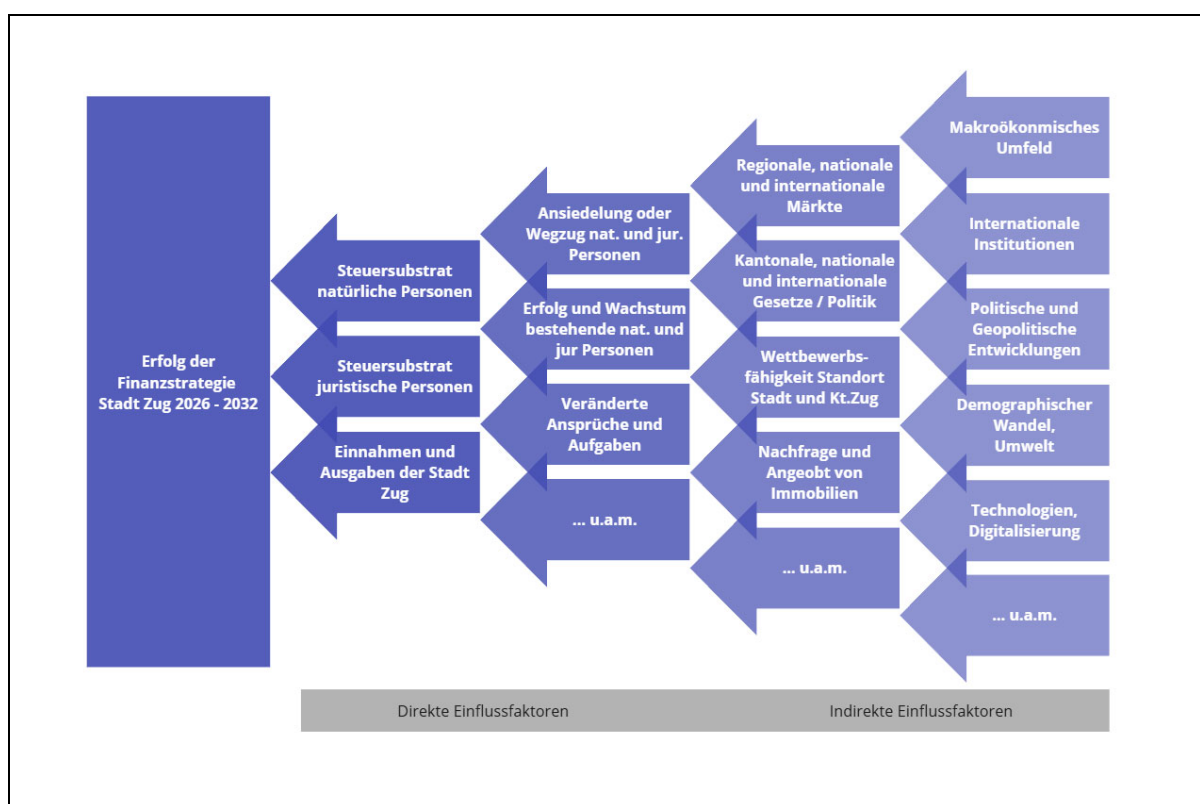 Erfolg der
Finanzstrategie
Stadt Zug 2026 - 2032
Steuersubstrat
natürliche Personen
Steuersubstrat
juristische Personen
Einnahmen und
Ausgaben der Stadt
Zug
Ansiedelung oder
Wegzug nat. und jur.
Personen
Erfolg und Wachstum
bestehende nat. und
jur Personen
Veränderte
Ansprüche und
Aufgaben
... u.a.m.
Regionale, nationale
und internationale
Märkte
Kantonale, nationale
und internationale
Gesetze / Politik
Wettbewerbs-
fähigkeit Standort
Stadt und Kt.Zug
Nachfrage und
Angeobt von
Immobilien
... u.a.m.
Makroökonmisches
Umfeld
Internationale
Institutionen
Politische und
Geopolitische
Entwicklungen
Demographischer
Wandel,
Umwelt
Technologien,
Digitalisierung
... u.a.m.
Direkte Einflussfaktoren
Indirekte Einflussfaktoren